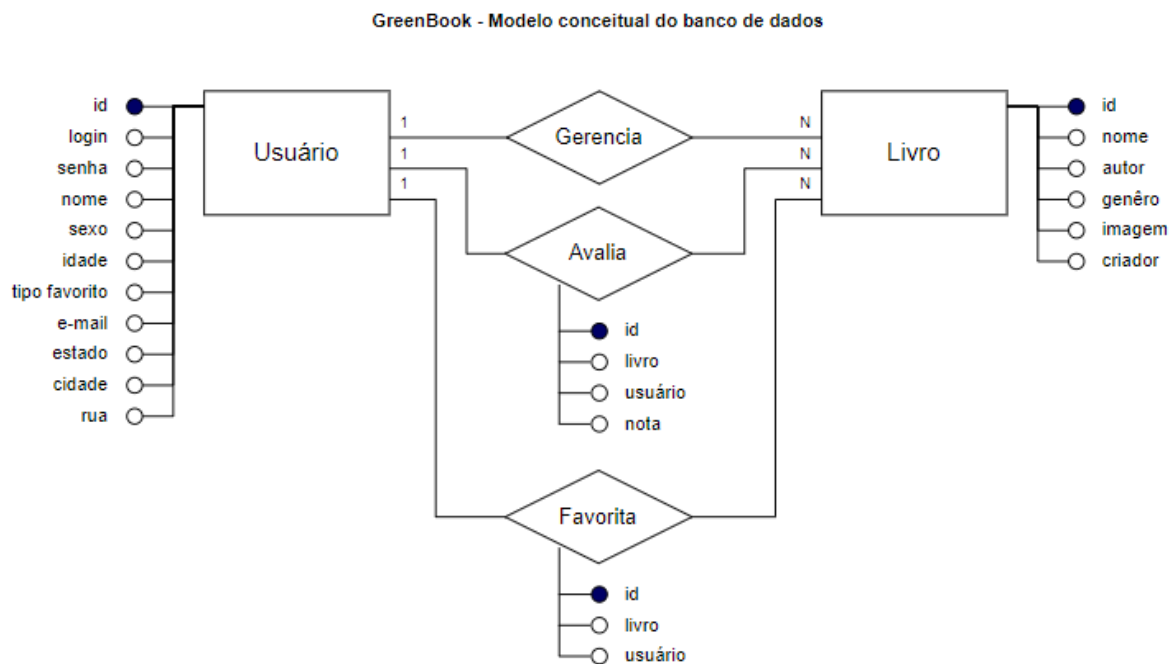 GreenBook - Modelo conceitual do banco de dados
id
login
senha
nome
sexo
idade
tipo favorito
e-mail
estado
cidade
rua
Usuário
1
1
1
Gerencia
N
N
N
Livro
id
nome
autor
genêro
imagem
criador
Avalia
id
livro
usuário
nota
Favorita
id
livro
usuário